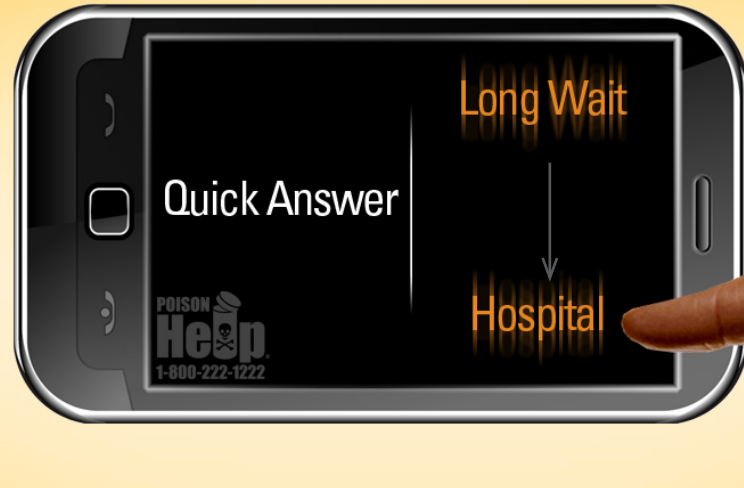 Quick Answer
POISON
Help.
1-800-222-1222
Long Wait
Hospital